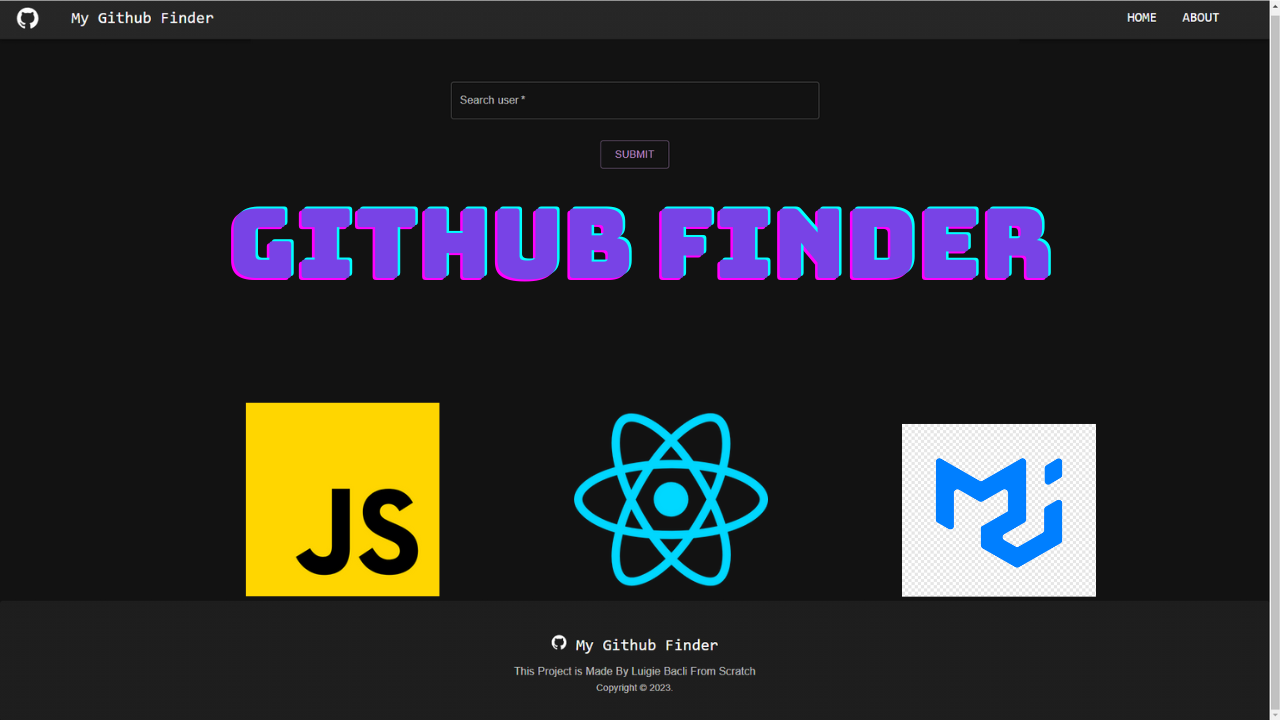 My Github Finder
HOME ABOUT
Search user *
SUBMIT
GITHUB FINDER
JS
My Github Finder
This Project is Made By Luigie Bacli From Scratch
Copyright © 2023.